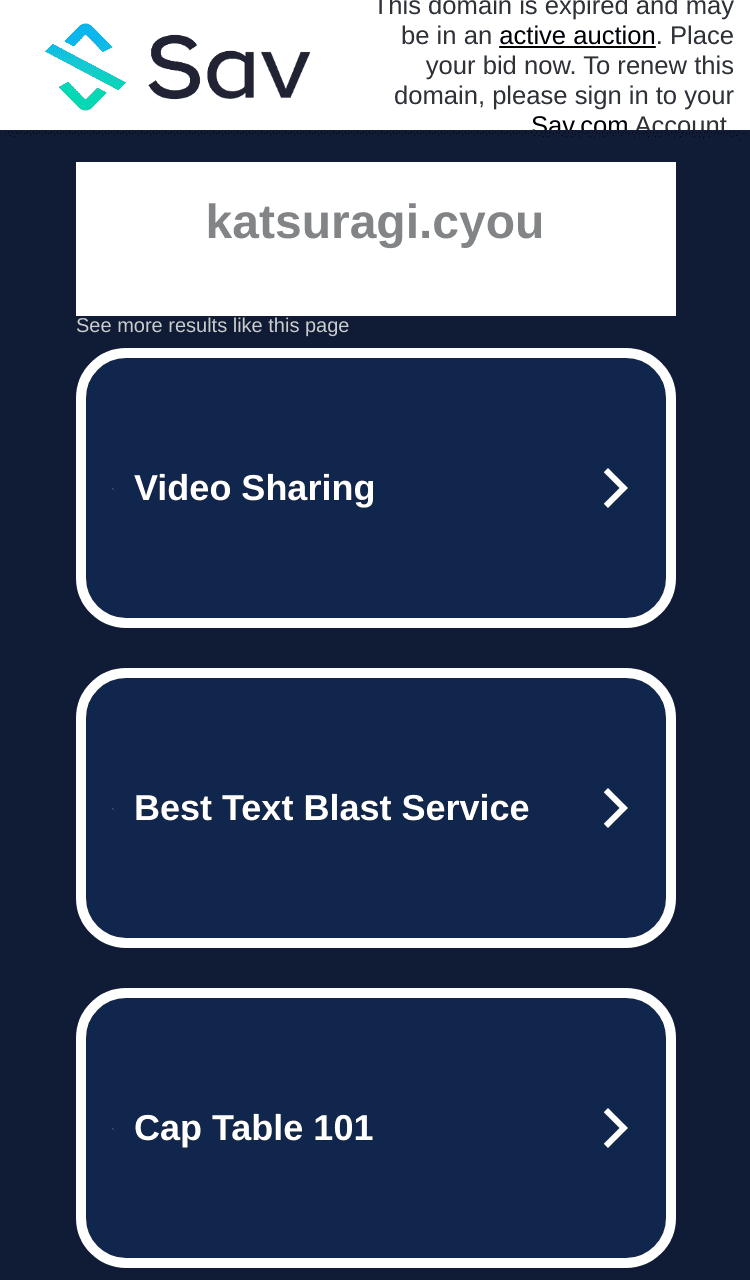 Sav
This domain is expired and may
be in an active auction. Place
your bid now. To renew this
domain, please sign in to your
Sav.com Account.
katsuragi.cyou
See more results like this page
Video Sharing
Best Text Blast Service
Cap Table 101